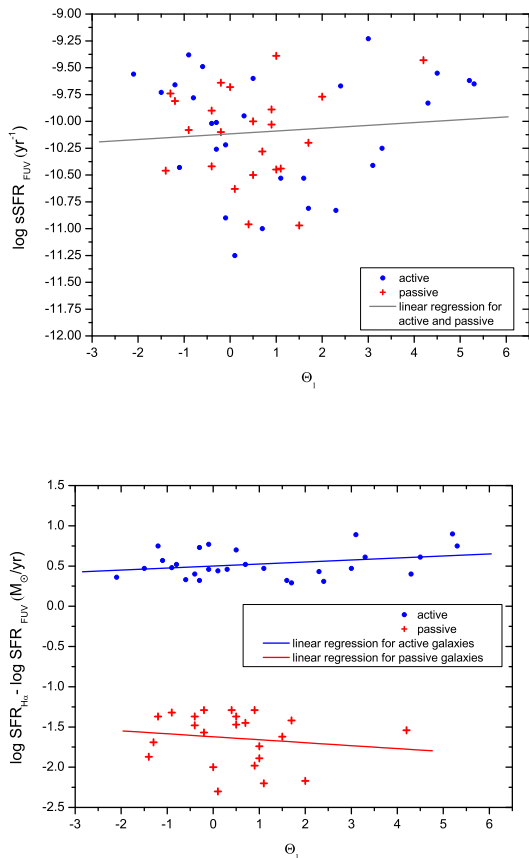 -9.00
-9.25
-9.50
-9.75
-10.00
-10.25
-10.50
-10.75
-11.00
-11.25
-11.50
-11.75
-12.00
log sSFR FUV (yr-1)
active
passive
linear regression for
active and passive
-3 -2 -1 0 1 2 3 4 5 6
ΘI
1.5
1.0
0.5
0.0
-0.5
-1.0
-1.5
-2.0
-2.5
log SFRHα- log SFR FUV (M⊙/yr)
active
passive
linear regression for active galaxies
linear regression for passive galaxies
-3 -2 -1 0 1 2 3 4 5 6
ΘI